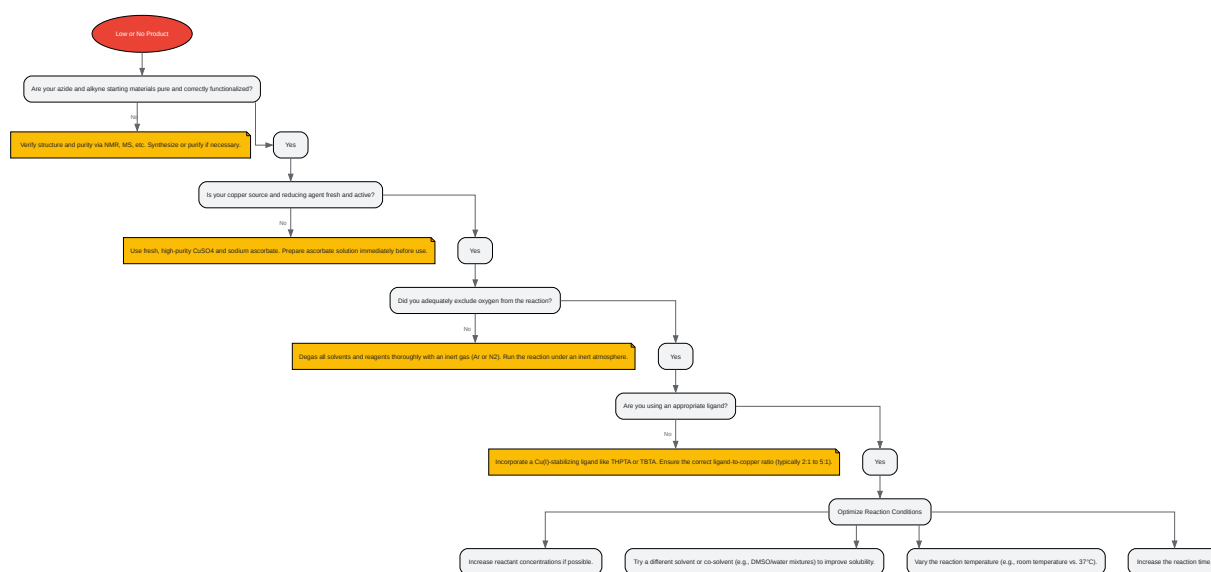 Low or No Product
Are your azide and alkyne starting materials pure and correctly functionalized?
No
Verify structure and purity via NMR, MS, etc. Synthesize or purify if necessary.
Yes
Is your copper source and reducing agent fresh and active?
No
Use fresh, high-purity CuSO4 and sodium ascorbate. Prepare ascorbate solution immediately before use.
Yes
Did you adequately exclude oxygen from the reaction?
No
Degas all solvents and reagents thoroughly with an inert gas (Ar or N2). Run the reaction under an inert atmosphere.
Yes
Are you using an appropriate ligand?
No
Incorporate a Cu(I)-stabilizing ligand like THPTA or TBTA. Ensure the correct ligand-to-copper ratio (typically 2:1 to 5:1).
Yes
Optimize Reaction Conditions
Increase reactant concentrations if possible.
Try a different solvent or co-solvent (e.g., DMSO/water mixtures) to improve solubility.
Vary the reaction temperature (e.g., room temperature vs. 37°C).
Increase the reaction time.